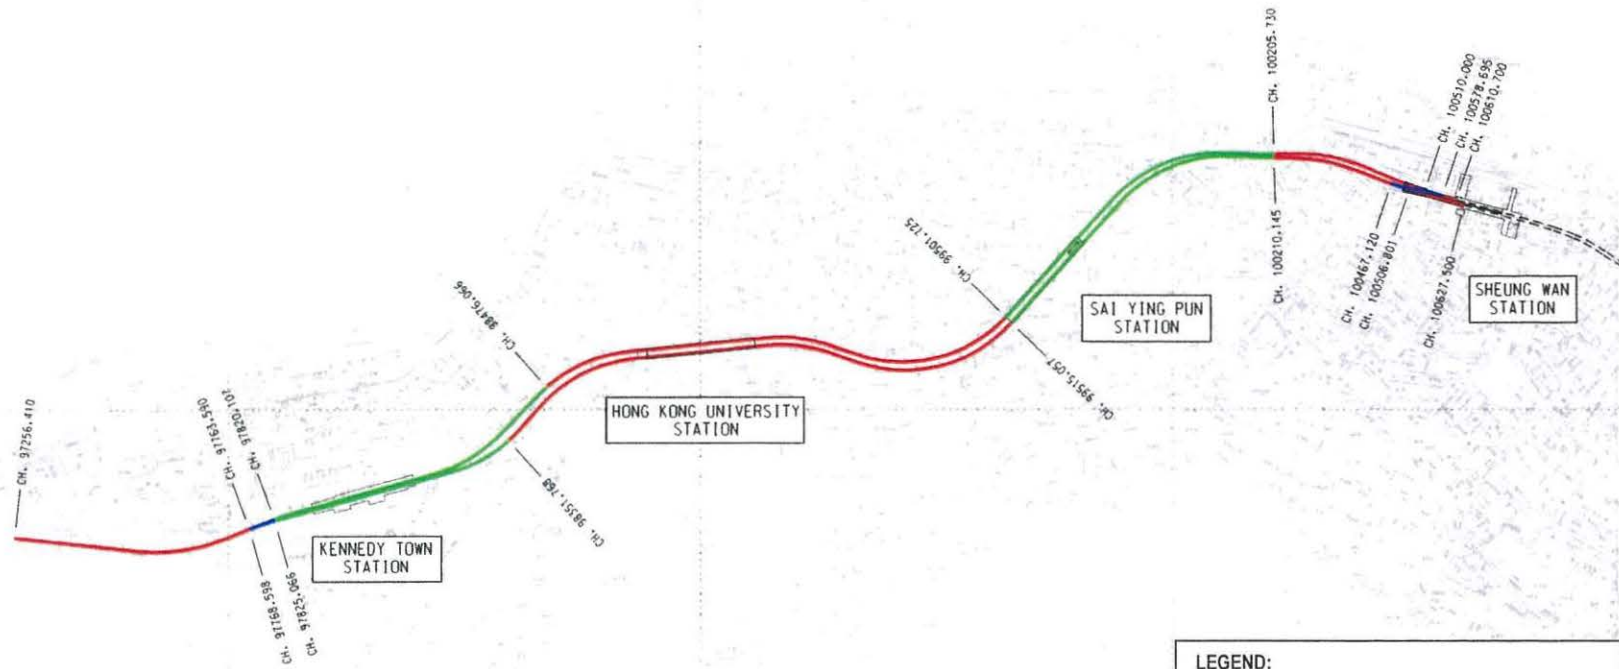 CH. 100205.730
CH. 100510.000
CH. 100578.695
CH. 100610.700
CH. 99501.725
CH. 100210.145
CH. 100467.120
CH. 100506.801
CH. 100627.500
SHEUNG WAN
STATION
SAI YING PUN
STATION
CH. 98476.066
CH. 99515.057
HONG KONG UNIVERSITY
STATION
CH. 97256.410
CH. 97763.590
CH. 97820.102
CH. 98351.768
KENNEDY TOWN
STATION
CH. 97768.598
CH. 97825.066
LEGEND: